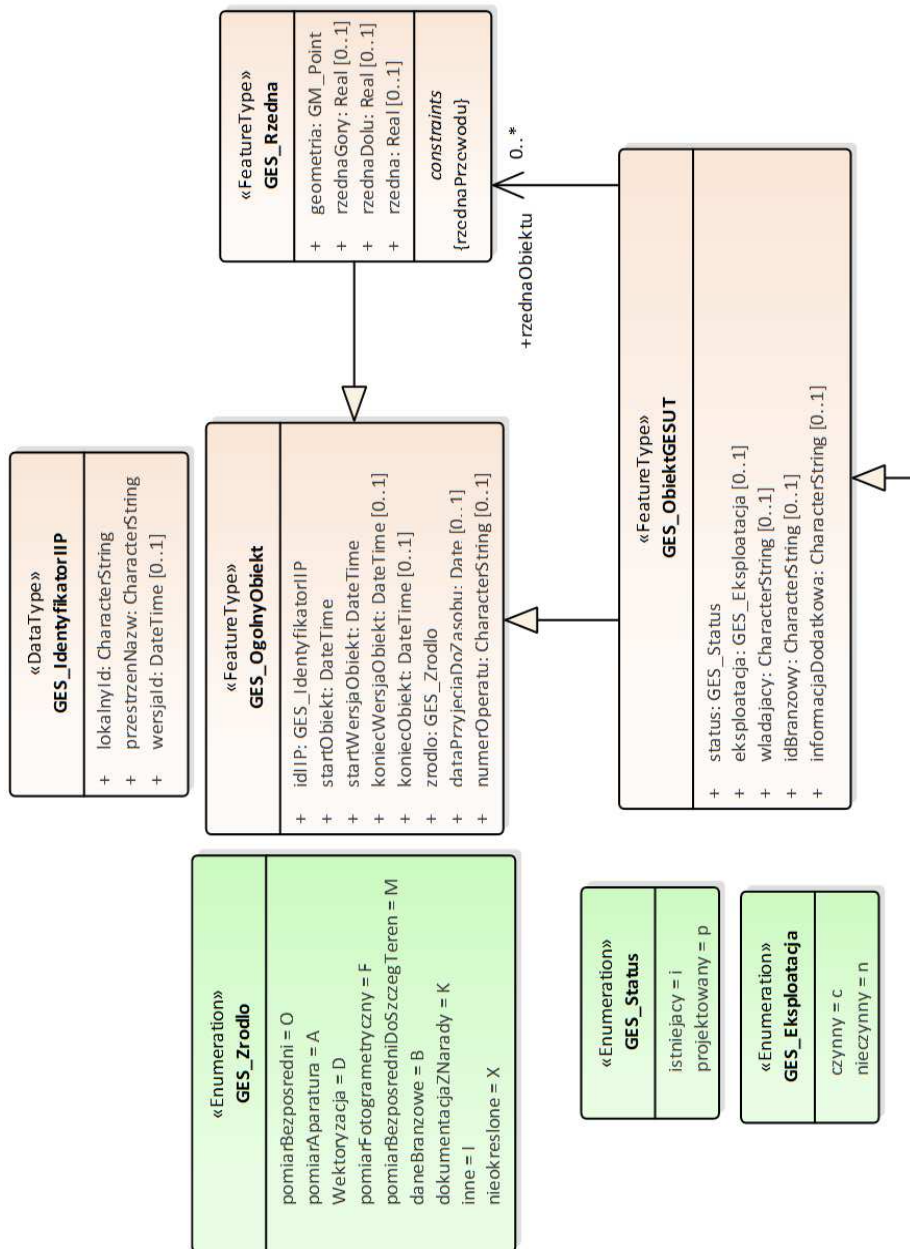 «DataType»
GES_IdentyfikatorIIP
+ lokalnyId: CharacterString
+ przestrzenNazw: CharacterString
+ wersjaId: DateTime [0..1]
«Enumeration»
GES_Zrodlo
pomiarBezposredni = O
pomiarAparatura = A
Wektoryzacja = D
pomiarFotogrametryczny = F
pomiarBezposredniDoSzczegTeren = M
daneBranzowe = B
dokumentacjaZNarady = K
inne = I
nieokreslone = X
«FeatureType»
GES_OgolnyObiekt
+ idIIP: GES_IdentyfikatorIIP
+ startObiekt: DateTime
+ startWersjaObiekt: DateTime
+ koniecWersjaObiekt: DateTime [0..1]
+ koniecObiekt: DateTime [0..1]
+ zrodlo: GES_Zrodlo
+ dataPrzyjeciaDoZasobu: Date [0..1]
+ numerOperatu: CharacterString [0..1]
«FeatureType»
GES_Rzedna
+ geometria: GM_Point
+ rzednaGory: Real [0..1]
+ rzednaDolu: Real [0..1]
+ rzedna: Real [0..1]
constraints
{rzednaPrzewodu}
+rzednaObiektu
0..*
«Enumeration»
GES_Status
istniejacy = i
projektowany = p
«Enumeration»
GES_Eksploatacja
czynny = c
nieczynny = n
«FeatureType»
GES_ObiektGESUT
+ status: GES_Status
+ eksploatacja: GES_Eksploatacja [0..1]
+ wladajacy: CharacterString [0..1]
+ idBranzowy: CharacterString [0..1]
+ informacjaDodatkowa: CharacterString [0..1]